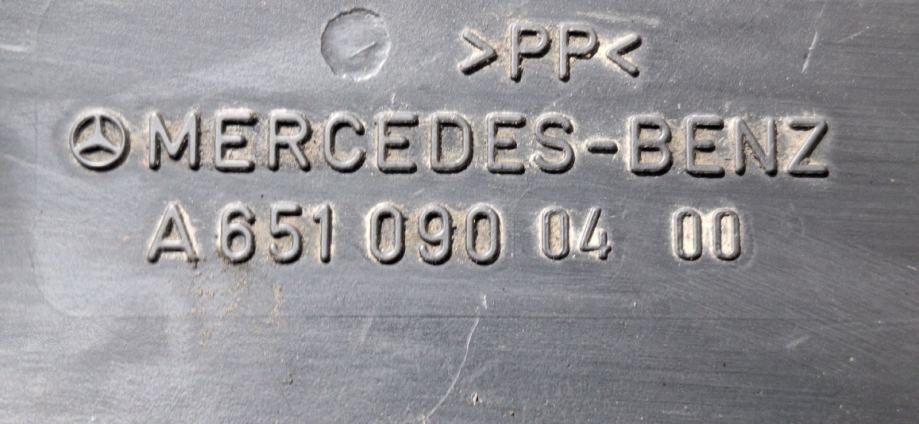 >PP<
MERCEDES-BENZ
A 651 090 04 00